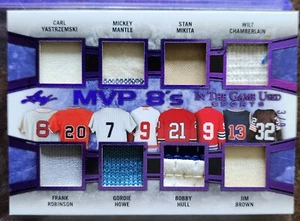 CARL YASTRZEMSKI
MICKEY MANTLE
STAN MIKITA
WILT CHAMBERLAIN
Leaf
MVP 8's
IN THE GAME USED
SPORTS
8 20 7 9 21 9 13 32
FRANK ROBINSON
GORDIE HOWE
BOBBY HULL
JIM BROWN